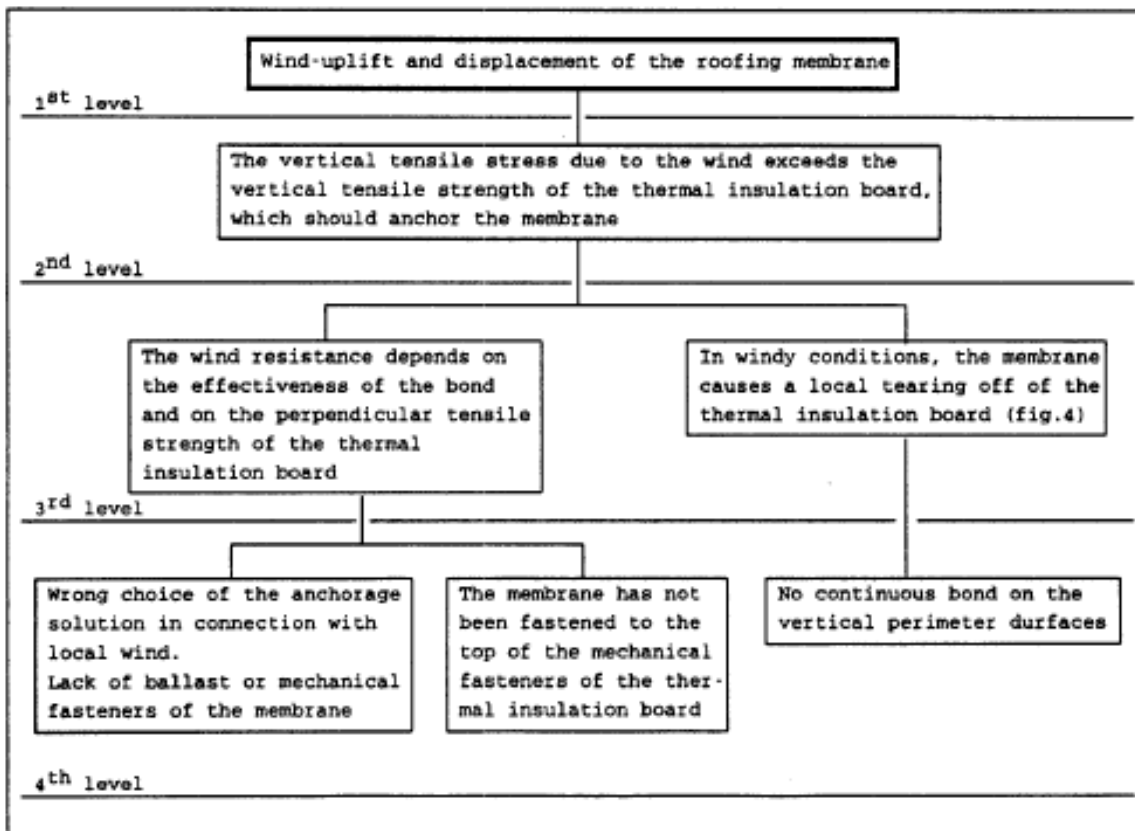 Wind-uplift and displacement of the roofing membrane
1st level
The vertical tensile stress due to the wind exceeds the
vertical tensile strength of the thermal insulation board,
which should anchor the membrane
2nd level
The wind resistance depends on
the effectiveness of the bond
and on the perpendicular tensile
strength of the thermal
insulation board
In windy conditions, the membrane
causes a local tearing off of the
thermal insulation board (fig.4)
3rd level
Wrong choice of the anchorage
solution in connection with
local wind.
Lack of ballast or mechanical
fasteners of the membrane
The membrane has not
been fastened to the
top of the mechanical
fasteners of the ther-
mal insulation board
No continuous bond on the
vertical perimeter durfaces
4th level